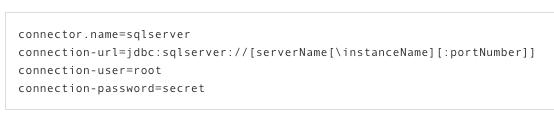 connector.name=sqlserver
connection-url=jdbc:sqlserver://[serverName[\instanceName][:portNumber]]
connection-user=root
connection-password=secret